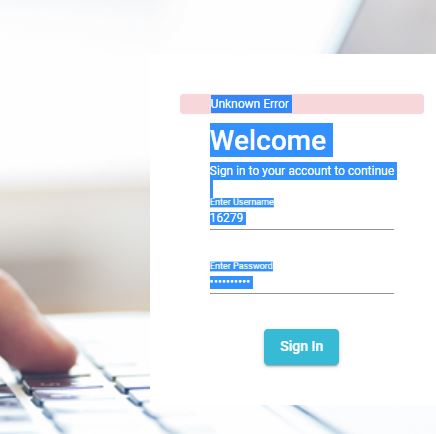 Unknown Error
Welcome
Sign in to your account to continue
Enter Username
16279
Enter Password
••••••••••
Sign In